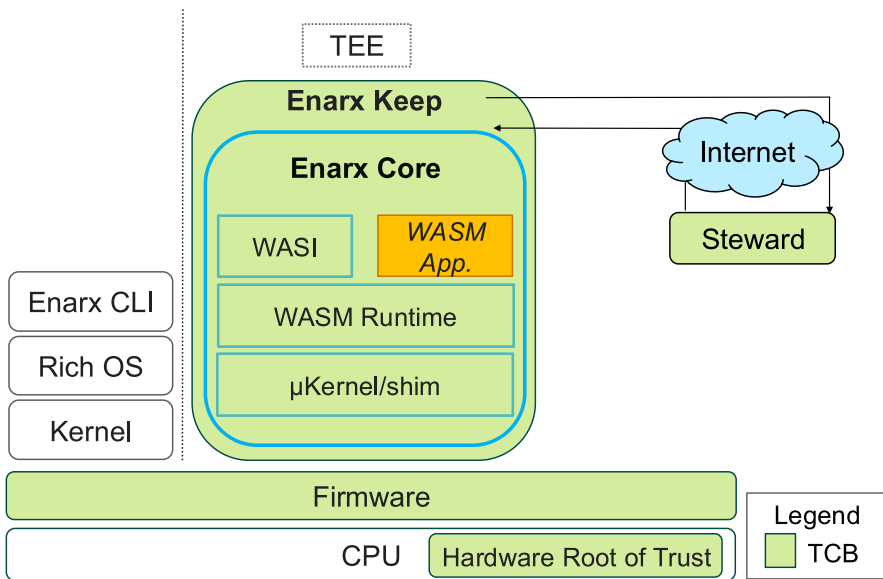 TEE
Enarx Keep
Internet
Enarx Core
WASI
WASM
App.
Steward
Enarx CLI
WASM Runtime
Rich OS
µKernel/shim
Kernel
Firmware
Legend
CPU
Hardware Root of Trust
TCB